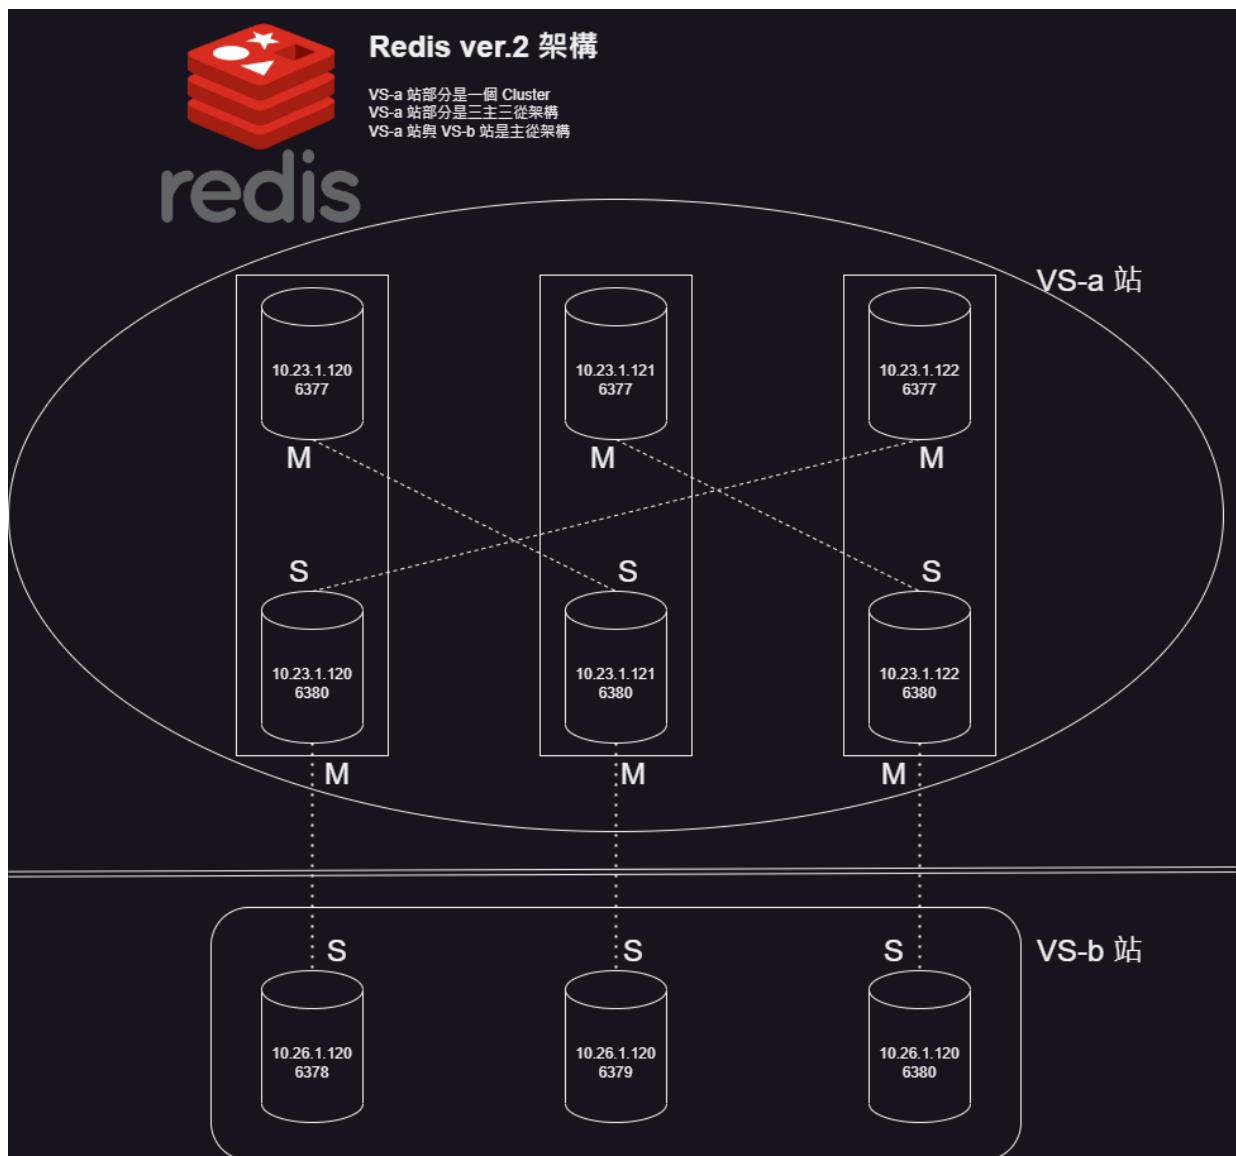 Redis ver.2 架構
VS-a 站部分是一個 Cluster
VS-a 站部分是三主三從架構
VS-a 站與 VS-b 站是主從架構
redis
VS-a 站
10.23.1.120
6377
10.23.1.121
6377
10.23.1.122
6377
M
M
M
S
S
S
10.23.1.120
6380
10.23.1.121
6380
10.23.1.122
6380
M
M
M
S
S
S
VS-b 站
10.26.1.120
6378
10.26.1.120
6379
10.26.1.120
6380